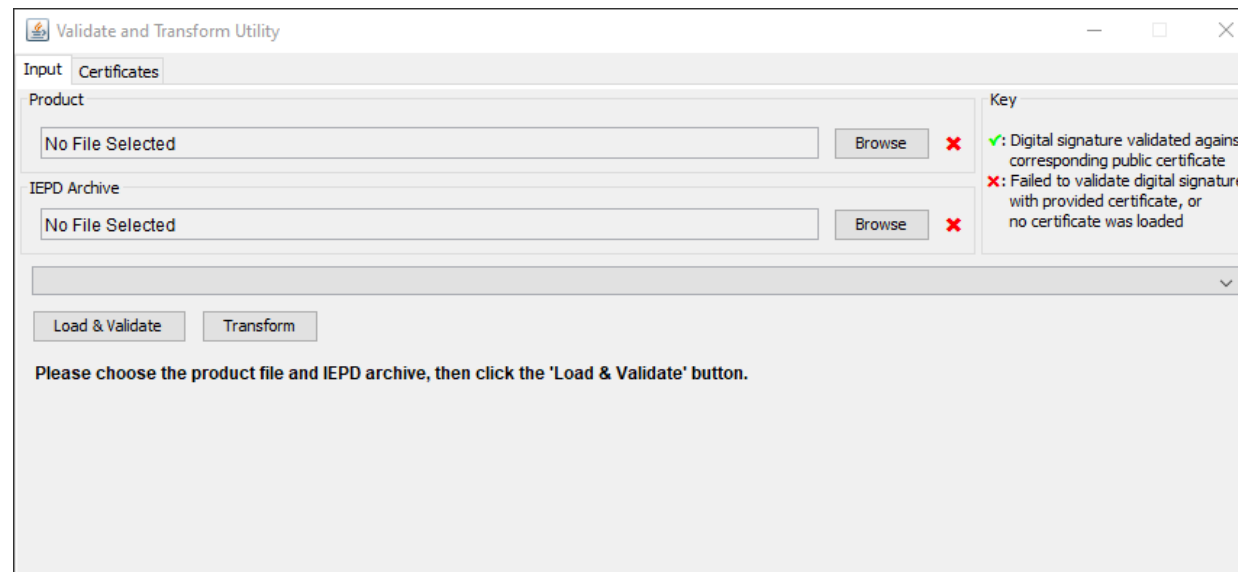 Validate and Transform Utility
Input Certificates
Product
No File Selected Browse
IEPD Archive
No File Selected Browse
Key
: Digital signature validated agains
corresponding public certificate
: Failed to validate digital signature
with provided certificate, or
no certificate was loaded
Load & Validate Transform
Please choose the product file and IEPD archive, then click the 'Load & Validate' button.